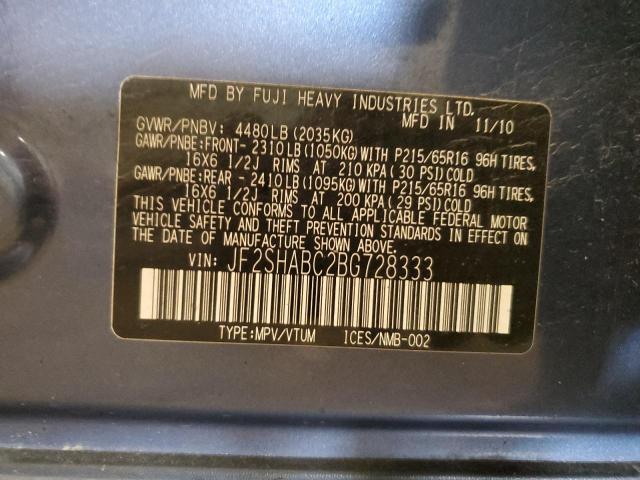 MFD BY FUJI HEAVY INDUSTRIES LTD.
MFD IN 11/10
GVWR/PNBV: 4480LB(2035KG)
GAWR/PNBE:FRONT- 2310LB(1050KG)WITH P215/65R16 96H TIRES,
16X6 1/2J RIMS AT 210 KPA(30 PSI)COLD
GAWR/PNBE:REAR - 2410LB(1095KG)WITH P215/65R16 96H TIRES,
16X6 1/2J RIMS AT 200 KPA(29 PSI)COLD
THIS VEHICLE CONFORMS TO ALL APPLICABLE FEDERAL MOTOR
VEHICLE SAFETY AND THEFT PREVENTION STANDARDS IN EFFECT ON
THE DATE OF MANUFACTURE SHOWN ABOVE.
VIN: JF2SHABC2BG728333
TYPE:MPV/VTUM ICES/NMB-002